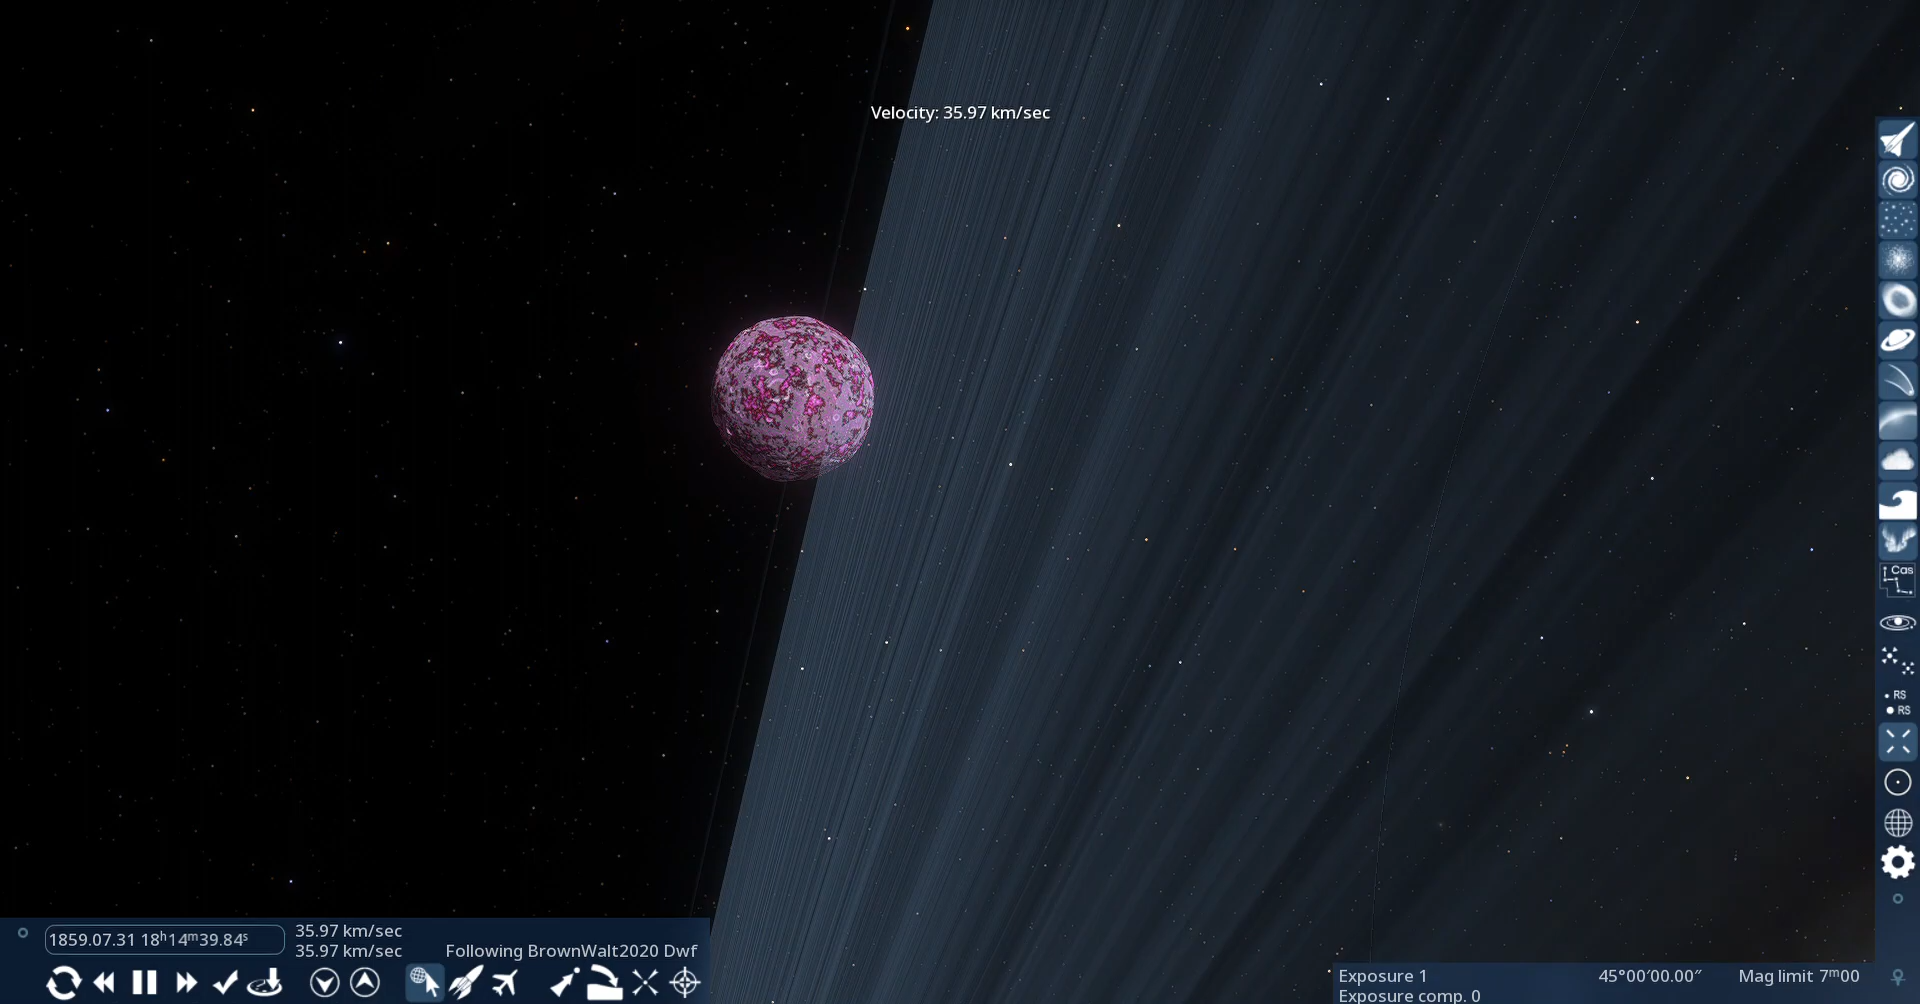 Velocity: 35.97 km/sec
Cas
RS
RS
1859.07.31 18ʰ14ᵐ39.84ˢ
35.97 km/sec
35.97 km/sec
Following BrownWalt2020 Dwf
Exposure 1
45°00′00.00″
Mag limit 7ᵐ00
Exposure comp. 0